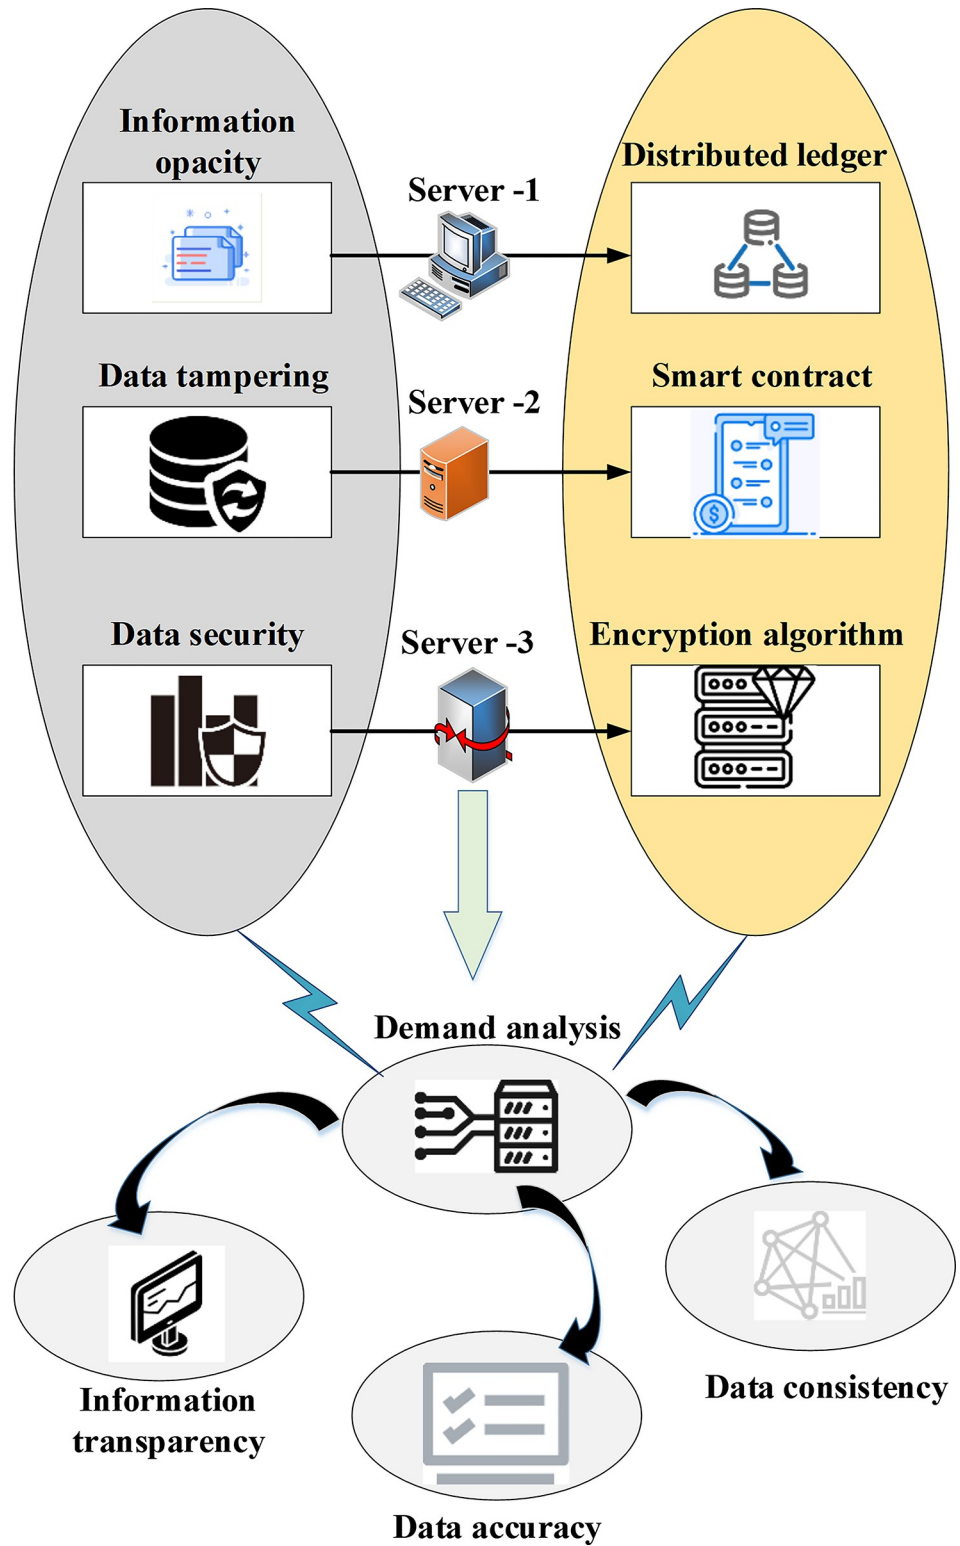 Information
opacity
Distributed ledger
Server -1
Data tampering
Server -2
Smart contract
Data security
Server -3
Encryption algorithm
Demand analysis
Information
transparency
Data consistency
Data accuracy
$